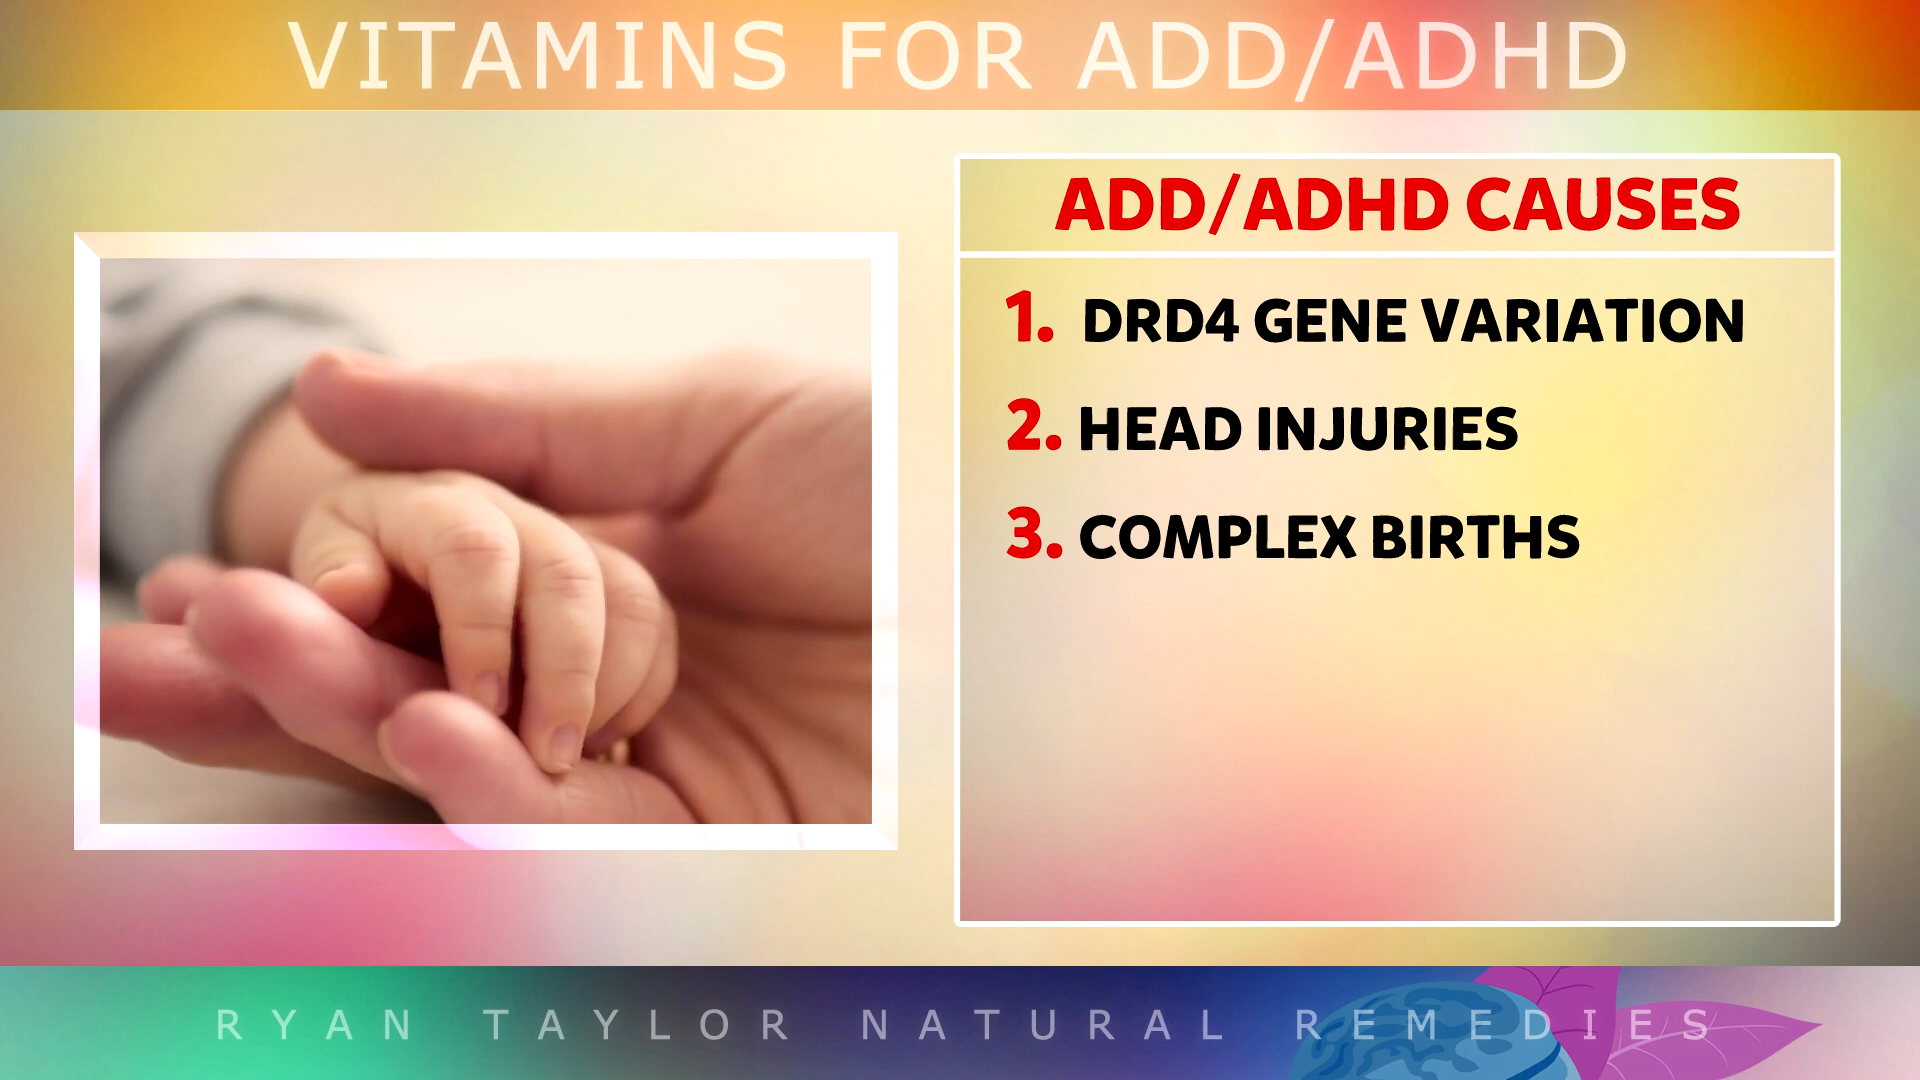 VITAMINS FOR ADD/ADHD
ADD/ADHD CAUSES
1. DRD4 GENE VARIATION
2. HEAD INJURIES
3. COMPLEX BIRTHS
RYAN TAYLOR NATURAL REMEDIES